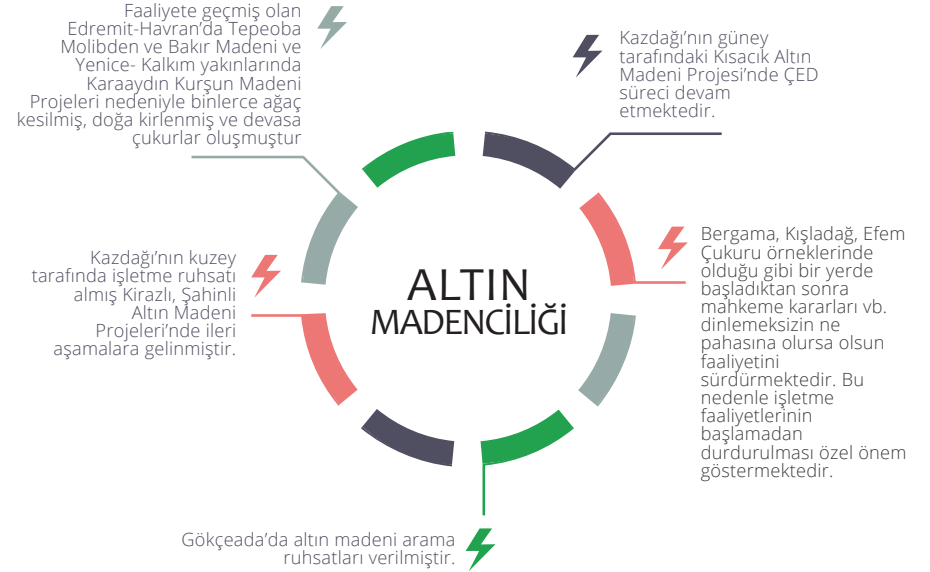 Faaliyete geçmiş olan
Edremit-Havran’da Tepeoba
Molibden ve Bakır Madeni ve
Yenice- Kalkım yakınlarında
Karaaydın Kurşun Madeni
Projeleri nedeniyle binlerce ağaç
kesilmiş, doğa kirlenmiş ve devasa
çukurlar oluşmuştur
Kazdağı’nın güney
tarafındaki Kısacık Altın
Madeni Projesi’nde ÇED
süreci devam
etmektedir.
Kazdağı’nın kuzey
tarafında işletme ruhsatı
almış Kirazlı, Şahinli
Altın Madeni
Projeleri’nde ileri
aşamalara gelinmiştir.
ALTIN
MADENCİLİĞİ
Bergama, Kışladağ, Efem
Çukuru örneklerinde
olduğu gibi bir yerde
başladıktan sonra
mahkeme kararları vb.
dinlemeksizin ne
pahasına olursa olsun
faaliyetini
sürdürmektedir. Bu
nedenle işletme
faaliyetlerinin
başlamadan
durdurulması özel önem
göstermektedir.
Gökçeada’da altın madeni arama
ruhsatları verilmiştir.